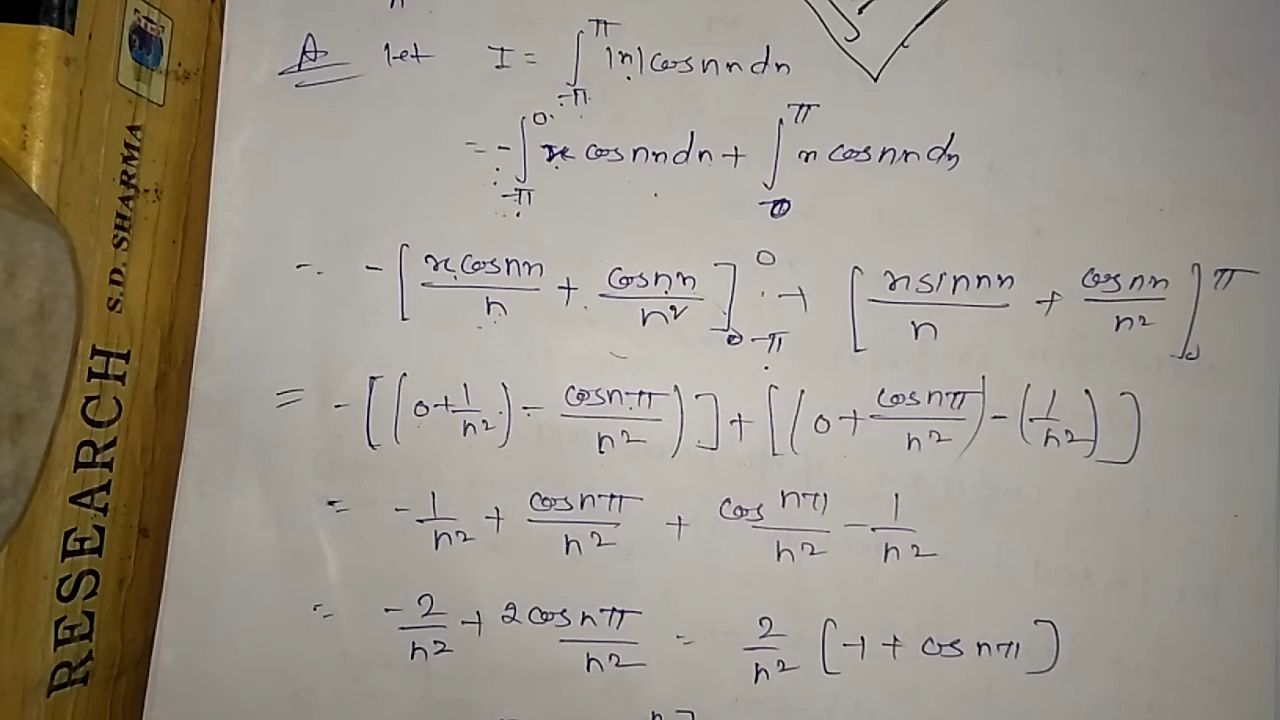 A let I = ∫_{-π}^{π} |x| cos nx dx
= -∫_{-π}^{0} x cos nx dx + ∫_{0}^{π} x cos nx dx
= -[ x cos nx / n + cos nx / n² ]_{-π}^{0} + [ x sin nx / n + cos nx / n² ]_{0}^{π}
= -[(0 + 1/n²) - cos nπ / n²)] + [(0 + cos nπ / n²) - (1/n²)]
= -1/n² + cos nπ / n² + cos nπ / n² - 1/n²
= -2/n² + 2 cos nπ / n² = 2/n² [-1 + cos nπ]
RESEARCH S.D. SHARMA